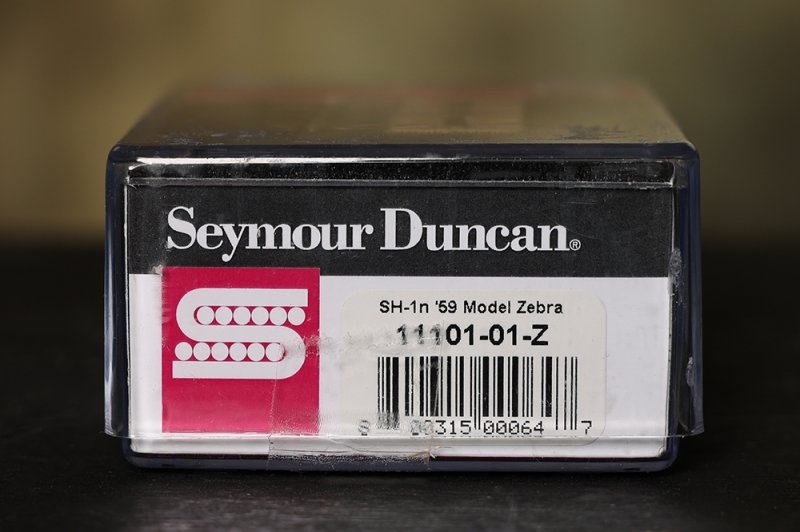 Seymour Duncan®
SH-1n '59 Model Zebra
11101-01-Z
8 00315 00064 7